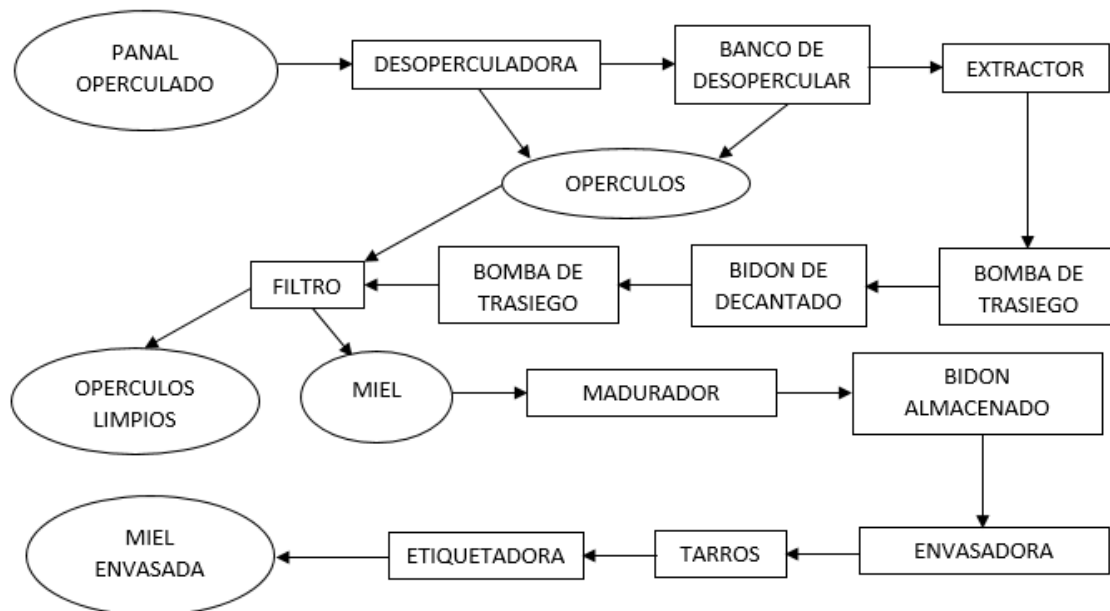 PANAL
OPERCULADO
DESOPERCULADORA
BANCO DE
DESOPERCULAR
EXTRACTOR
OPERCULOS
FILTRO
BOMBA DE
TRASIEGO
BIDON DE
DECANTADO
BOMBA DE
TRASIEGO
OPERCULOS
LIMPIOS
MIEL
MADURADOR
BIDON
ALMACENADO
MIEL
ENVASADA
ETIQUETADORA
TARROS
ENVASADORA